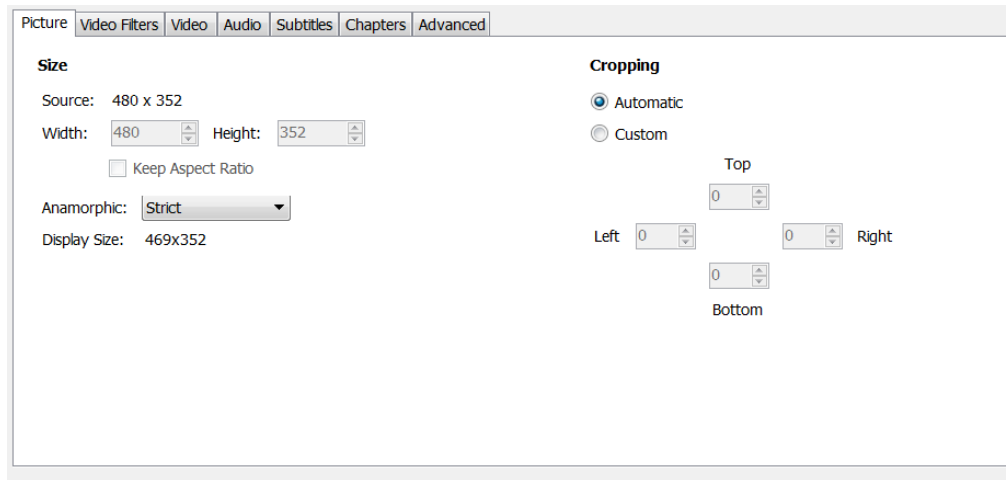 Picture Video Filters Video Audio Subtitles Chapters Advanced
Size
Source: 480 x 352
Width: 480 Height: 352
Keep Aspect Ratio
Anamorphic: Strict
Display Size: 469x352
Cropping
Automatic
Custom
Top
0
Left 0 0 Right
0
Bottom